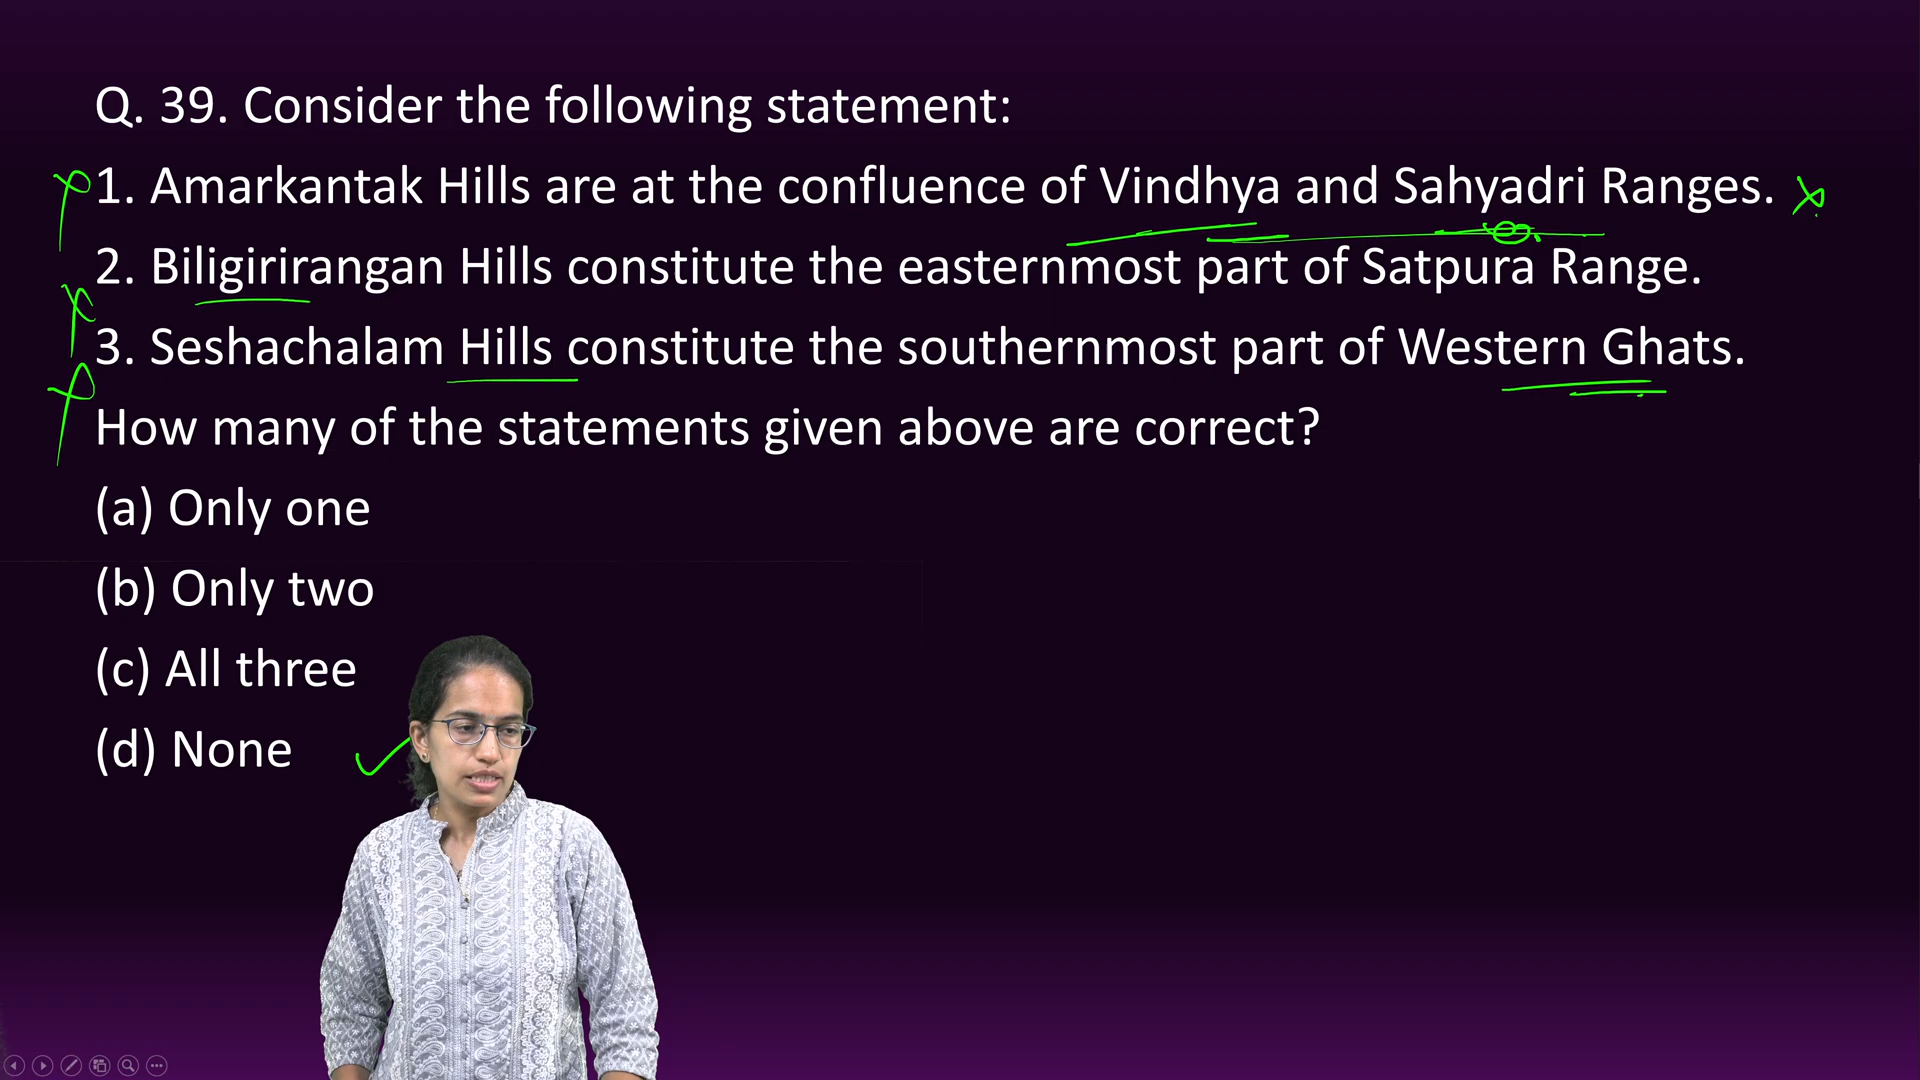 Q. 39. Consider the following statement:
1. Amarkantak Hills are at the confluence of Vindhya and Sahyadri Ranges.
2. Biligirirangan Hills constitute the easternmost part of Satpura Range.
3. Seshachalam Hills constitute the southernmost part of Western Ghats.
How many of the statements given above are correct?
(a) Only one
(b) Only two
(c) All three
(d) None